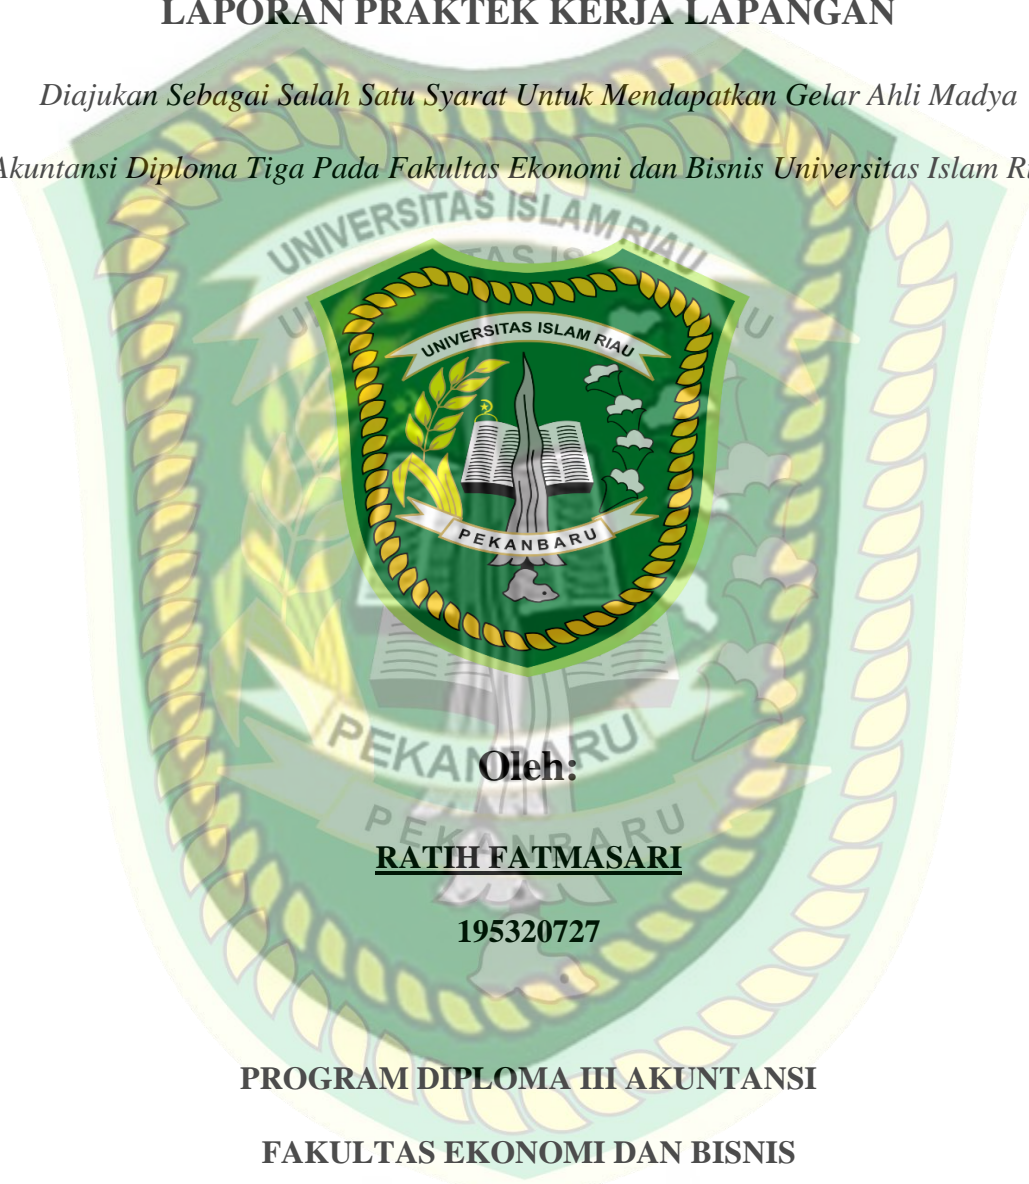 LAPORAN PRAKTEK KERJA LAPANGAN
Diajukan Sebagai Salah Satu Syarat Untuk Mendapatkan Gelar Ahli Madya
Akuntansi Diploma Tiga Pada Fakultas Ekonomi dan Bisnis Universitas Islam
UNIVERSITAS ISLAM RIAU
UNIVERSITAS ISLAM RIAU
PEKANBARU
PEKANBARU
Oleh:
PEKANBARU
RATIH FATMASARI
195320727
PROGRAM DIPLOMA III AKUNTANSI
FAKULTAS EKONOMI DAN BISNIS